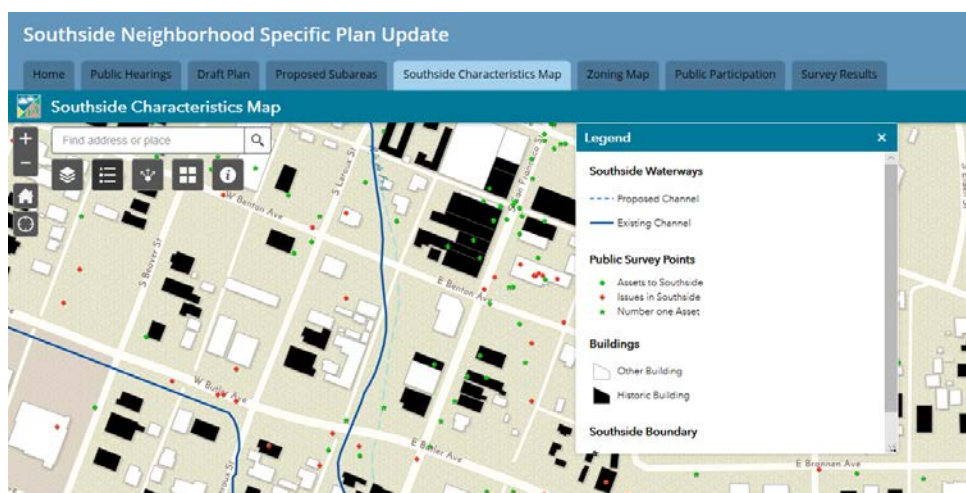 Southside Neighborhood Specific Plan Update
Home
Public Hearings
Draft Plan
Proposed Subareas
Southside Characteristics Map
Zoning Map
Public Participation
Survey Results
Southside Characteristics Map
+
Find address or place
−
Legend
×
Southside Waterways
Proposed Channel
Existing Channel
Public Survey Points
Assets to Southside
Issues in Southside
Number one Asset
Buildings
Other Building
Historic Building
Southside Boundary
S Leroux St
W Benton Ave
S Beaver St
E Benton Ave
W Butler Ave
E Butler Ave
E Brannen Ave